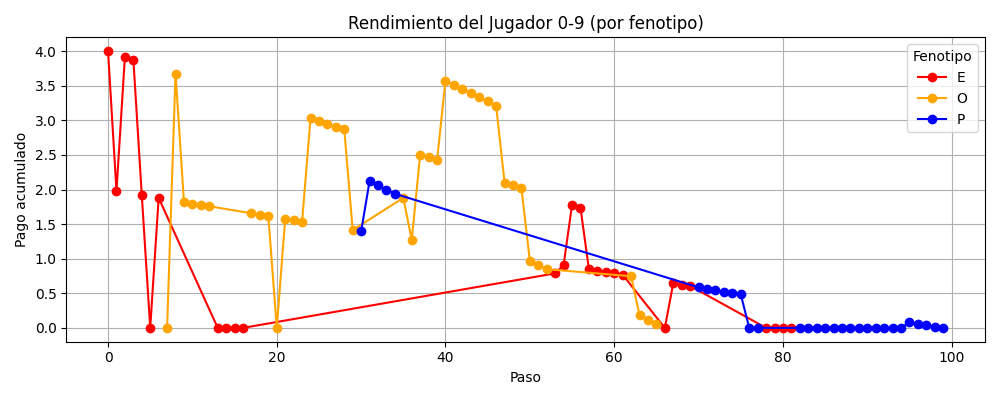 Rendimiento del Jugador 0-9 (por fenotipo)
Pago acumulado
4.0
3.5
3.0
2.5
2.0
1.5
1.0
0.5
0.0
Fenotipo
E
O
P
0 20 40 60 80 100
Paso